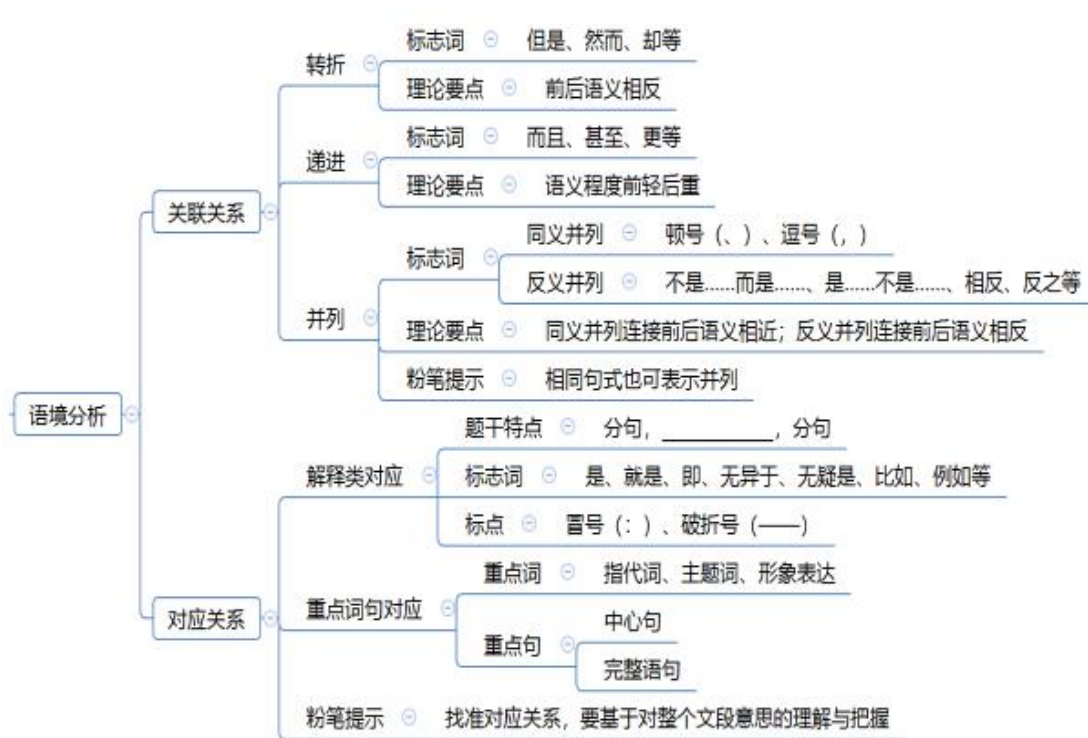 标志词 但是、然而、却等
转折
理论要点 前后语义相反
标志词 而且、甚至、更等
递进
理论要点 语义程度前轻后重
关联关系
同义并列 顿号（、）、逗号（，）
标志词
反义并列 不是……而是……、是……不是……、相反、反之等
并列
理论要点 同义并列连接前后语义相近；反义并列连接前后语义相反
粉笔提示 相同句式也可表示并列
语境分析
题干特点 分句，__________，分句
解释类对应 标志词 是、就是、即、无异于、无疑是、比如、例如等
标点 冒号（：）、破折号（——）
重点词 指代词、主题词、形象表达
对应关系 重点词句对应
中心句
重点句
完整语句
粉笔提示 找准对应关系，要基于对整个文段意思的理解与把握